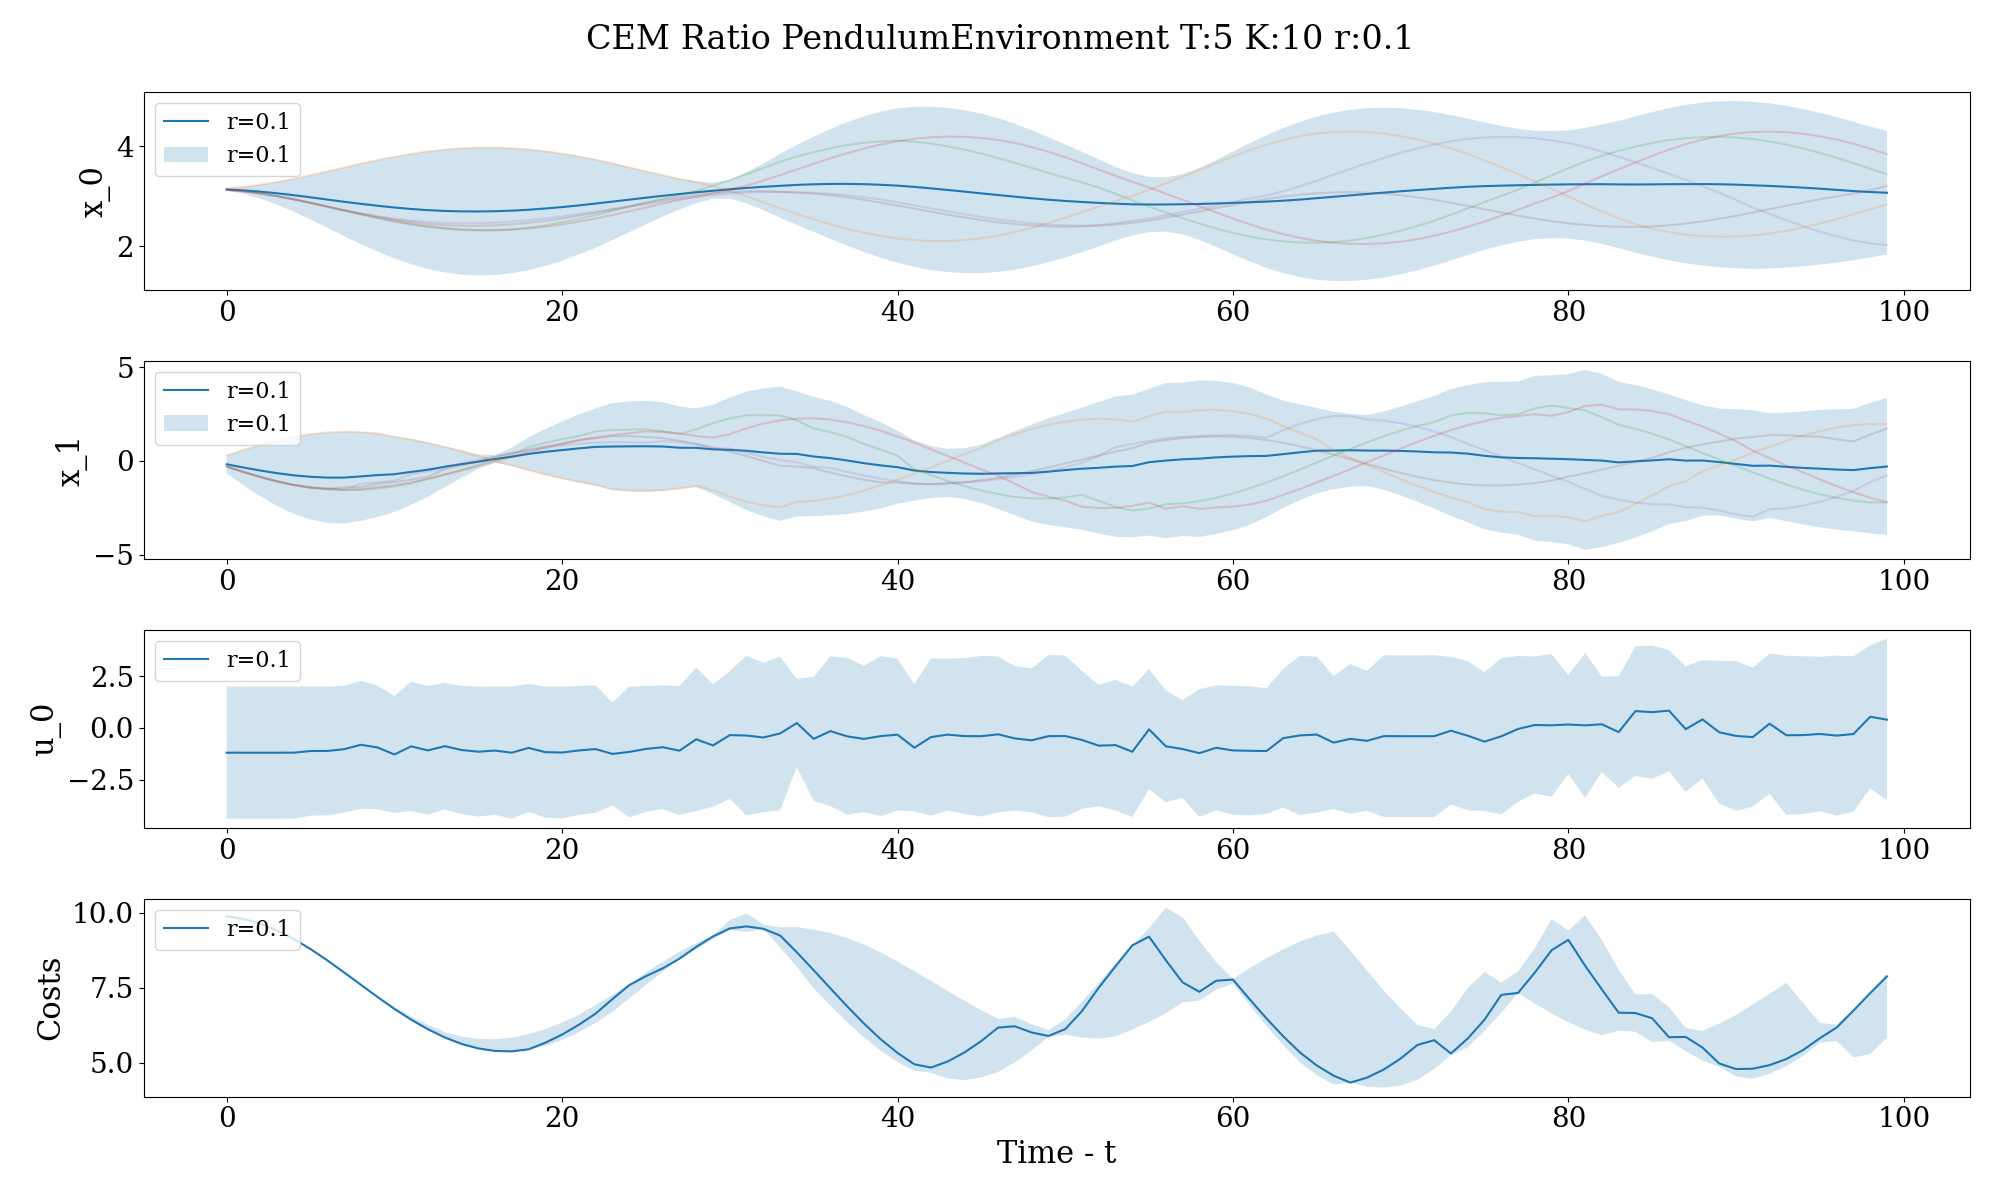 CEM Ratio PendulumEnvironment T:5 K:10 r:0.1
x_0
4
2
r=0.1
r=0.1
0 20 40 60 80 100
x_1
5
0
−5
r=0.1
r=0.1
0 20 40 60 80 100
u_0
2.5
0.0
−2.5
r=0.1
0 20 40 60 80 100
Costs
10.0
7.5
5.0
r=0.1
0 20 40 60 80 100
Time - t